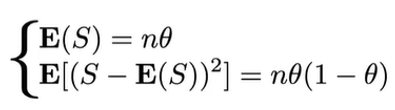 E(S) = nθ
E[(S − E(S))²] = nθ(1 − θ)